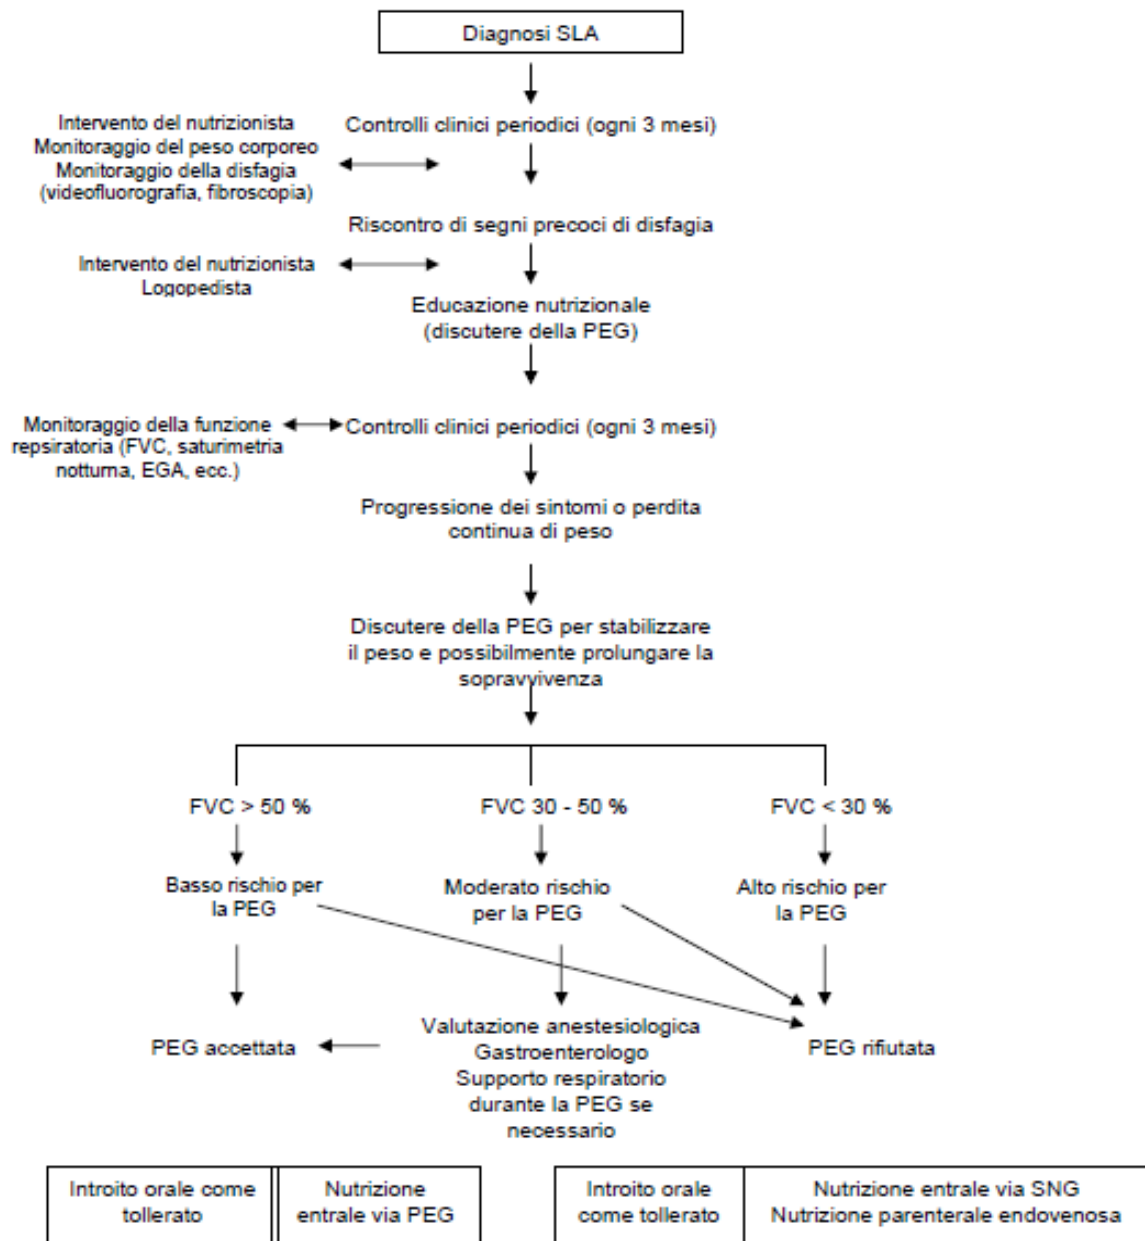 Diagnosi SLA
Intervento del nutrizionista
Monitoraggio del peso corporeo
Monitoraggio della disfagia
(videofluorografia, fibroscopia)
Controlli clinici periodici (ogni 3 mesi)
Riscontro di segni precoci di disfagia
Intervento del nutrizionista
Logopedista
Educazione nutrizionale
(discutere della PEG)
Monitoraggio della funzione
repsiratoria (FVC, saturimetria
notturna, EGA, ecc.)
Controlli clinici periodici (ogni 3 mesi)
Progressione dei sintomi o perdita
continua di peso
Discutere della PEG per stabilizzare
il peso e possibilmente prolungare la
sopravvivenza
FVC > 50 %
FVC 30 - 50 %
FVC < 30 %
Basso rischio per
la PEG
Moderato rischio
per la PEG
Alto rischio per
la PEG
PEG accettata
Valutazione anestesiologica
Gastroenterologo
Supporto respiratorio
durante la PEG se
necessario
PEG rifiutata
Introito orale come
tollerato
Nutrizione
entrale via PEG
Introito orale
come tollerato
Nutrizione entrale via SNG
Nutrizione parenterale endovenosa